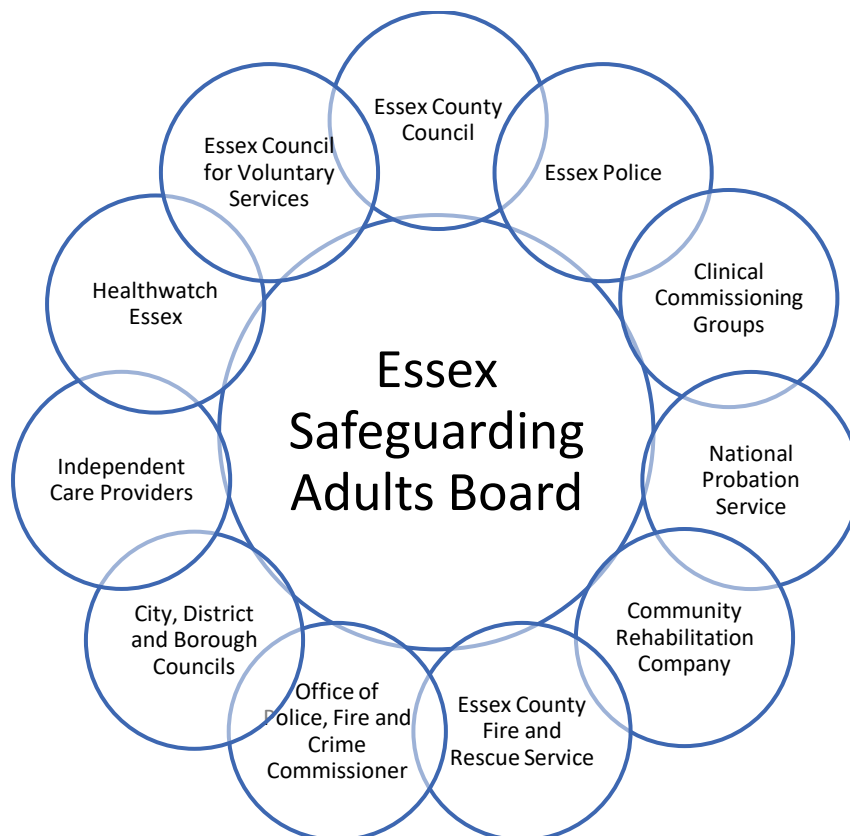 Essex County
Council
Essex Police
Clinical
Commissioning
Groups
National
Probation
Service
Community
Rehabilitation
Company
Essex County
Fire and
Rescue Service
Office of
Police, Fire and
Crime
Commissioner
City, District
and Borough
Councils
Independent
Care Providers
Healthwatch
Essex
Essex Council
for Voluntary
Services
Essex
Safeguarding
Adults Board